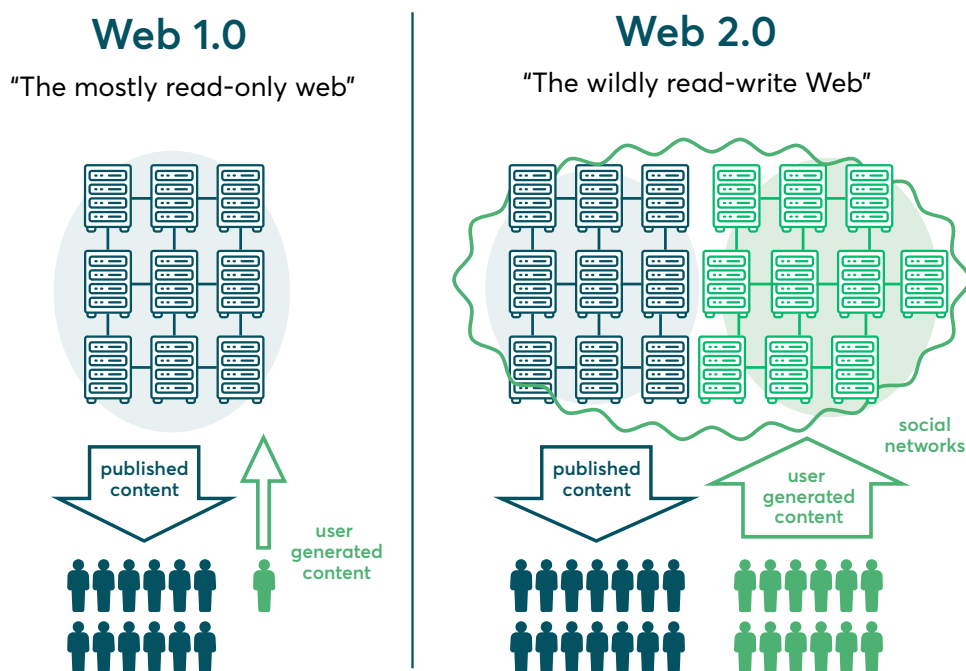 Web 1.0
“The mostly read-only web”
published
content
user
generated
content
Web 2.0
“The wildly read-write Web”
social
networks
published
content
user
generated
content